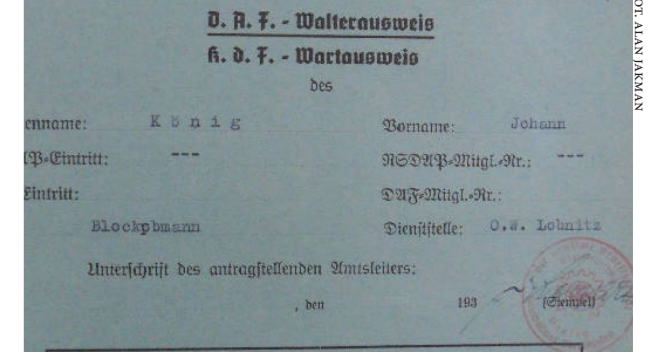 D. A. F. - Walterausweis
K. d. F. - Wartausweis
des
enname: König Vorname: Johann
P-Eintritt: --- NSDAP-Mitgl.-Nr.: ---
Eintritt: DAF-Mitgl.-Nr.:
Blockobmann Dienststelle: O.W. Lobnitz
Unterschrift des antragstellenden Amtsleiters:
, den 193 (Stempel)
OT. ALAN JAKMAN